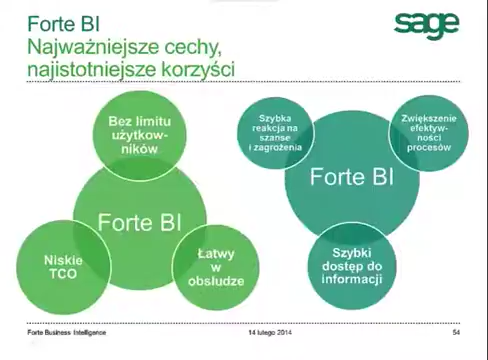 Forte BI
Najważniejsze cechy,
najistotniejsze korzyści
sage
Bez limitu
użytkow-
ników
Forte BI
Niskie
TCO
Łatwy
w
obsłudze
Szybka
reakcja na
szanse
i zagrożenia
Zwiększenie
efektyw-
ności
procesów
Forte BI
Szybki
dostęp do
informacji
Forte Business Intelligence
14 lutego 2014
54